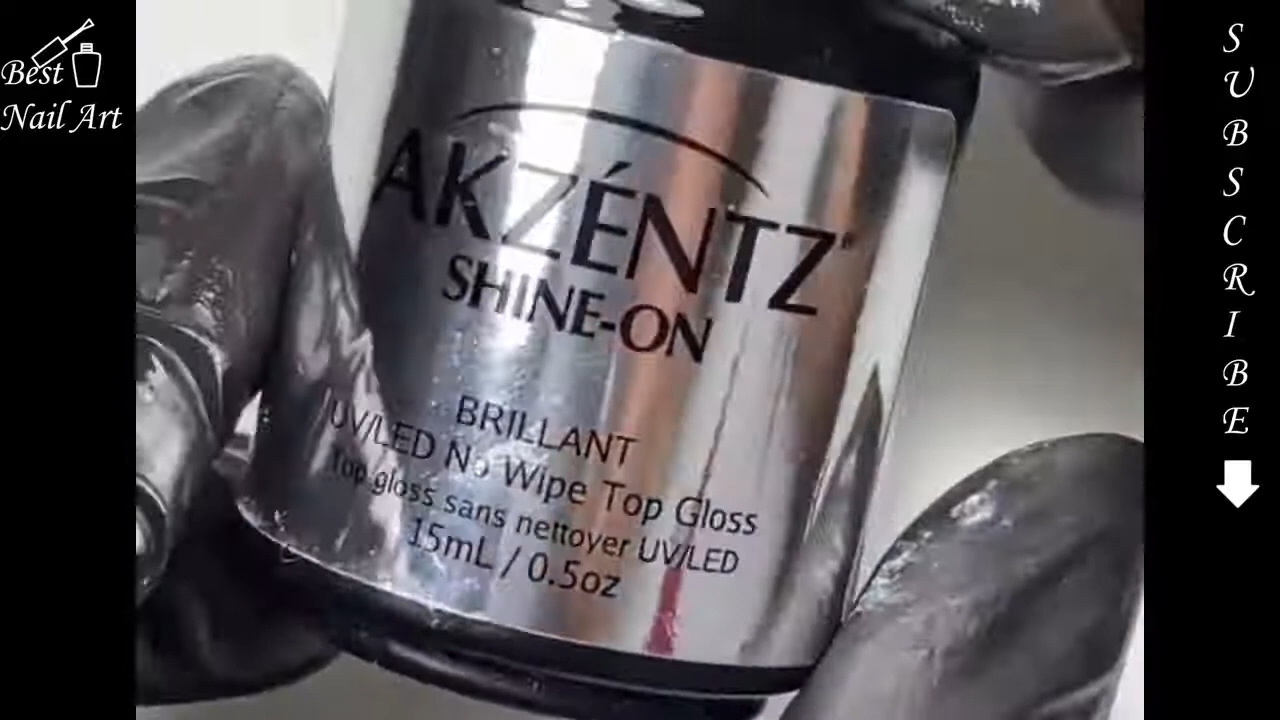 Best
Nail Art
AKZÉNTZ
SHINE-ON
BRILLANT
UV/LED No Wipe Top Gloss
Top gloss sans nettoyer UV/LED
15mL / 0.5oz
SUBSCRIBE